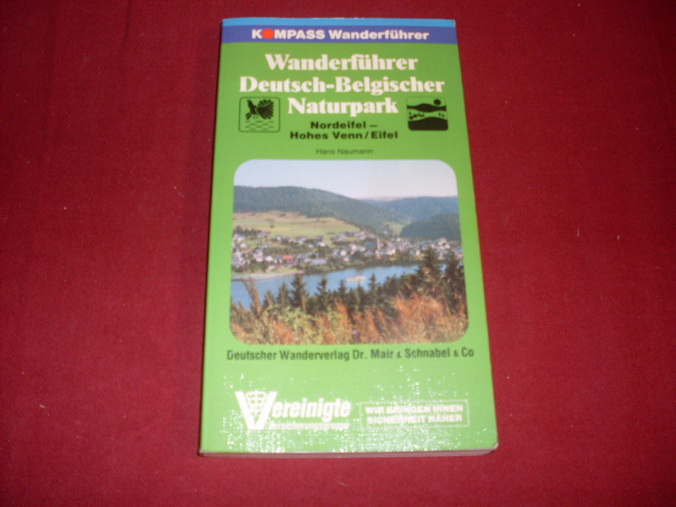 KOMPASS Wanderführer
Wanderführer
Deutsch-Belgischer
Naturpark
Nordeifel –
Hohes Venn/Eifel
Hans Naumann
Deutscher Wanderverlag Dr. Mair & Schnabel & Co
Vereinigte
Versicherungsgruppe
WIR BRINGEN IHNEN
SICHERHEIT NÄHER